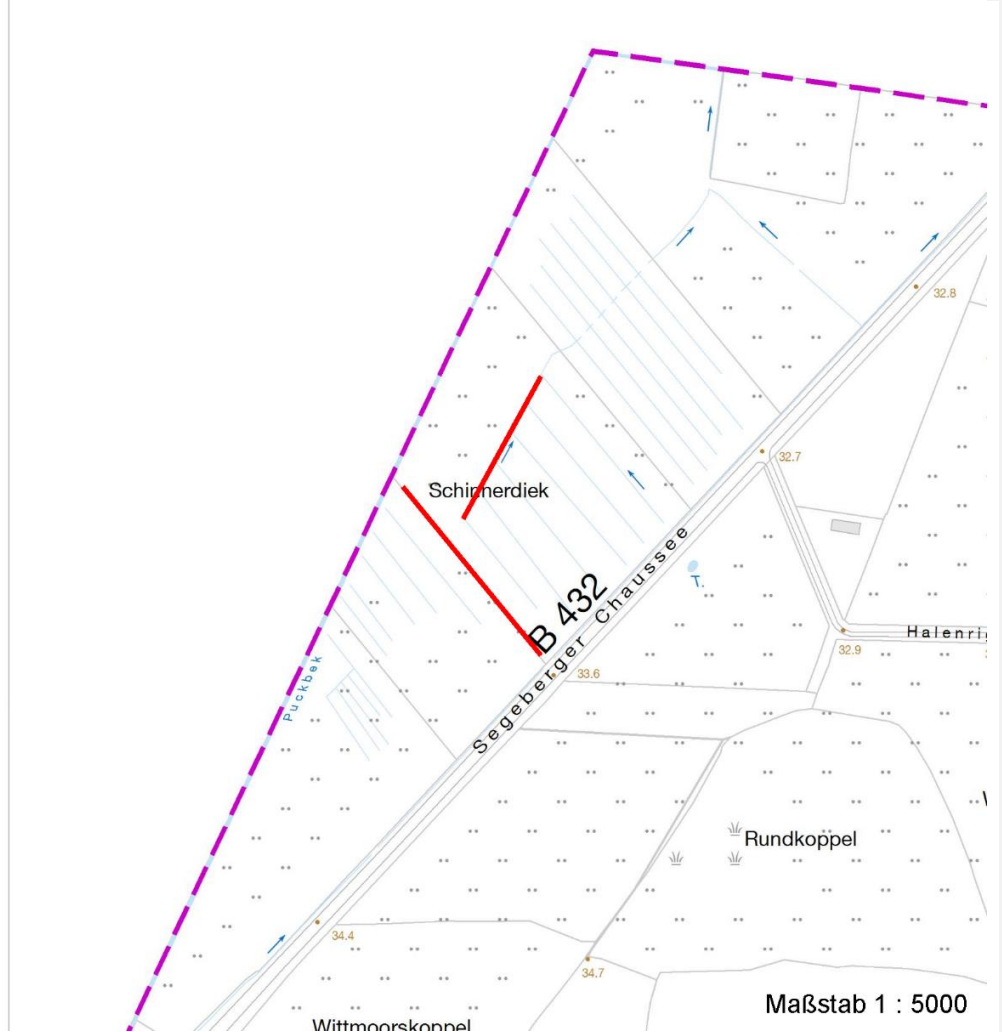 32.8
32.7
Schinnerdiek
B 432
Segeberger Chaussee
T.
Halenri
32.9
33.6
Puckbek
Rundkoppel
34.4
34.7
Maßstab 1 : 5000
Wittmoorskoppel